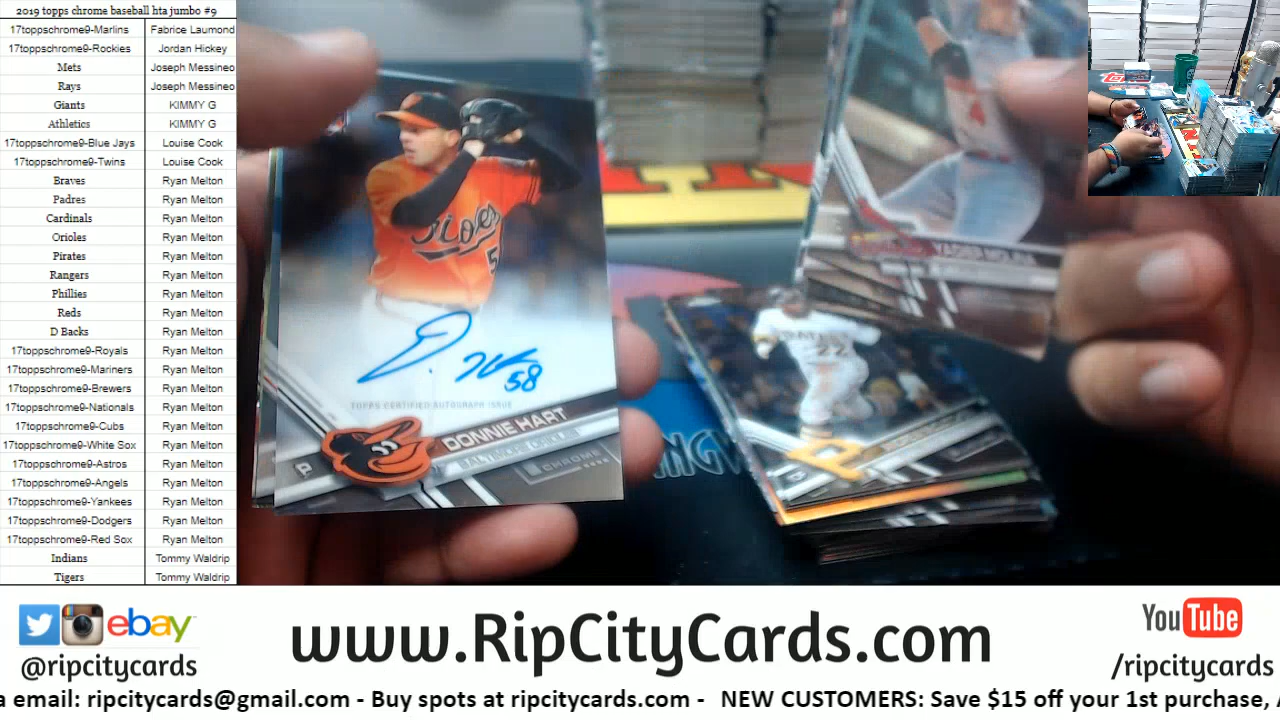 2019 topps chrome baseball hta jumbo #9
17toppschrome9-Marlins Fabrice Laumond
17toppschrome9-Rockies Jordan Hickey
Mets Joseph Messineo
Rays Joseph Messineo
Giants KIMMY G
Athletics KIMMY G
17toppschrome9-Blue Jays Louise Cook
17toppschrome9-Twins Louise Cook
Braves Ryan Melton
Padres Ryan Melton
Cardinals Ryan Melton
Orioles Ryan Melton
Pirates Ryan Melton
Rangers Ryan Melton
Phillies Ryan Melton
Reds Ryan Melton
D Backs Ryan Melton
17toppschrome9-Royals Ryan Melton
17toppschrome9-Mariners Ryan Melton
17toppschrome9-Brewers Ryan Melton
17toppschrome9-Nationals Ryan Melton
17toppschrome9-Cubs Ryan Melton
17toppschrome9-White Sox Ryan Melton
17toppschrome9-Astros Ryan Melton
17toppschrome9-Angels Ryan Melton
17toppschrome9-Yankees Ryan Melton
17toppschrome9-Dodgers Ryan Melton
17toppschrome9-Red Sox Ryan Melton
Indians Tommy Waldrip
Tigers Tommy Waldrip
58
TOPPS CERTIFIED AUTOGRAPH ISSUE
DONNIE HART
P
CHROME
YADIER MOLINA
4
22
P
ebay
@ripcitycards
www.RipCityCards.com
YouTube
/ripcitycards
a email: ripcitycards@gmail.com - Buy spots at ripcitycards.com - NEW CUSTOMERS: Save $15 off your 1st purchase,